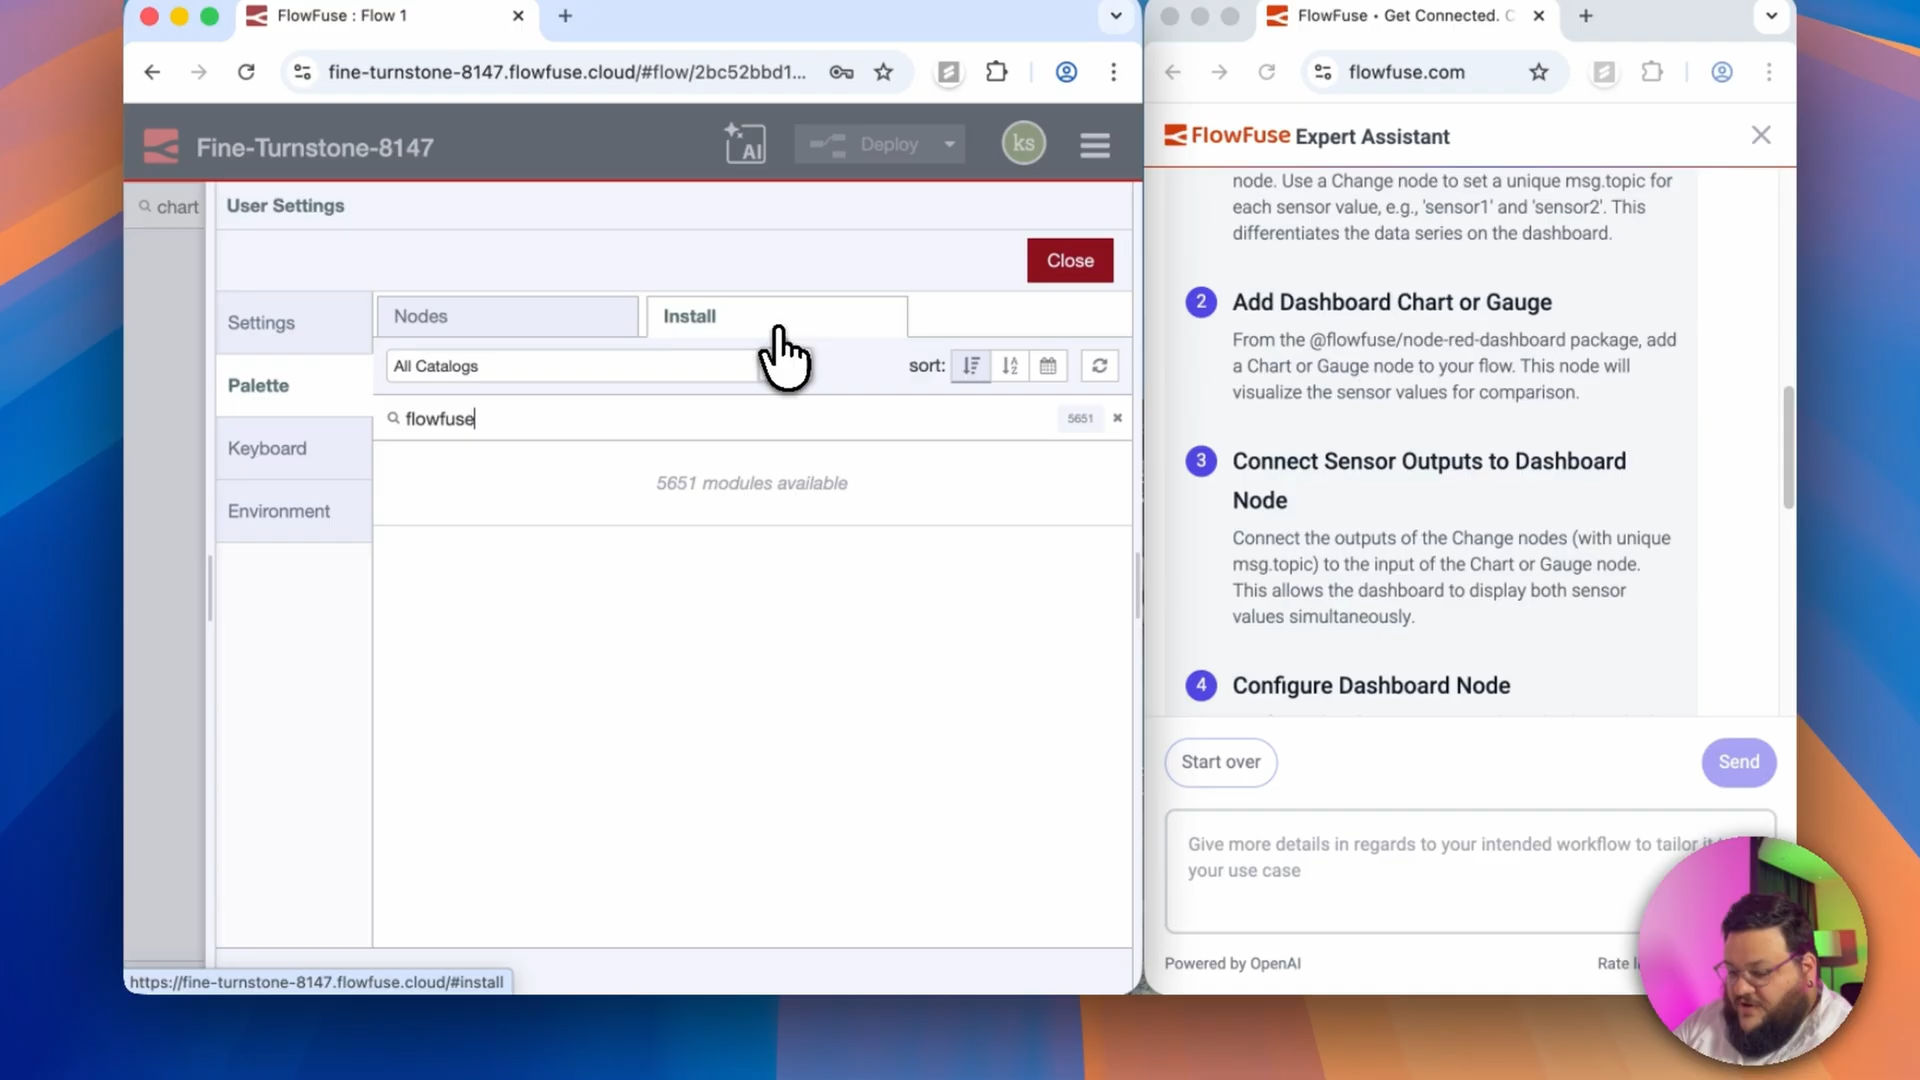 FlowFuse : Flow 1
fine-turnstone-8147.flowfuse.cloud/#flow/2bc52bbd1...
Fine-Turnstone-8147
AI
Deploy
ks
chart
User Settings
Close
Settings
Palette
Keyboard
Environment
Nodes
Install
All Catalogs
sort:
flowfuse
5651
5651 modules available
https://fine-turnstone-8147.flowfuse.cloud/#install
FlowFuse • Get Connected.
flowfuse.com
FlowFuse Expert Assistant
node. Use a Change node to set a unique msg.topic for
each sensor value, e.g., 'sensor1' and 'sensor2'. This
differentiates the data series on the dashboard.
2 Add Dashboard Chart or Gauge
From the @flowfuse/node-red-dashboard package, add
a Chart or Gauge node to your flow. This node will
visualize the sensor values for comparison.
3 Connect Sensor Outputs to Dashboard
Node
Connect the outputs of the Change nodes (with unique
msg.topic) to the input of the Chart or Gauge node.
This allows the dashboard to display both sensor
values simultaneously.
4 Configure Dashboard Node
Start over
Send
Give more details in regards to your intended workflow to tailor
your use case
Powered by OpenAI
Rate